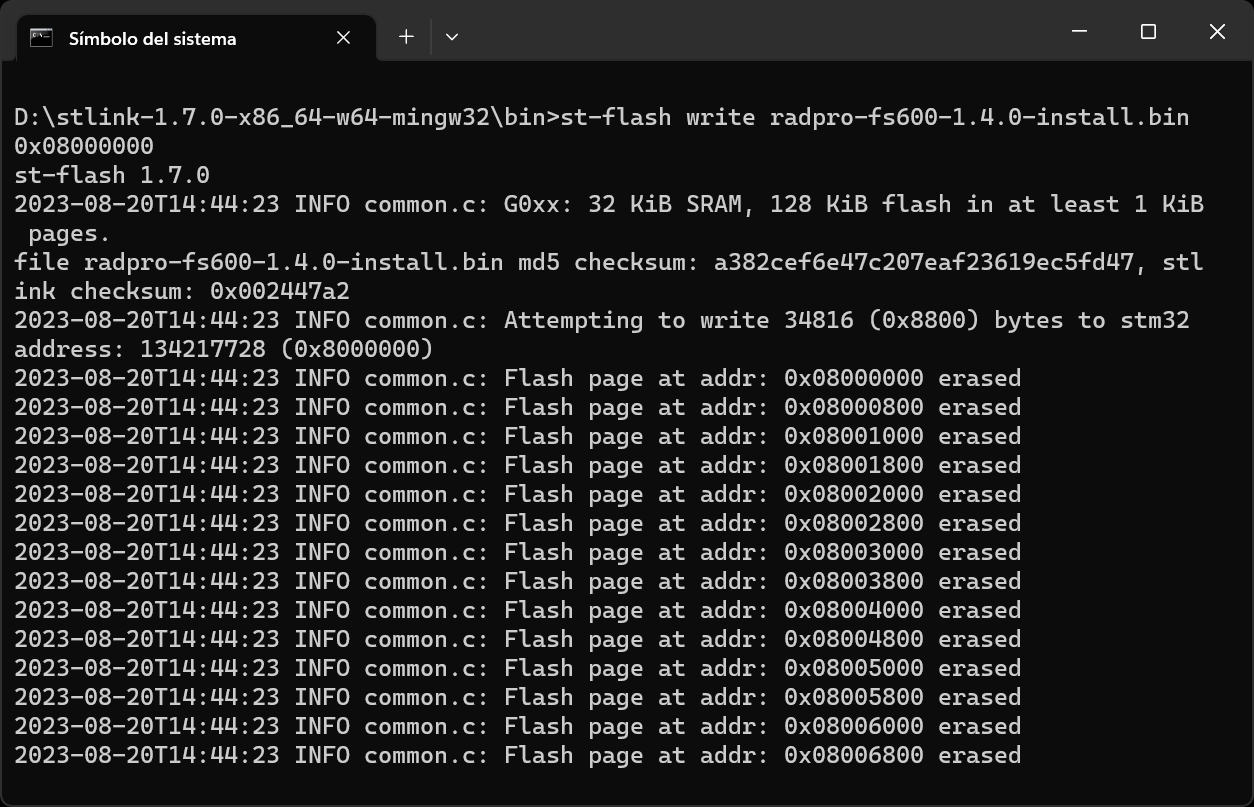 Símbolo del sistema
D:\stlink-1.7.0-x86_64-w64-mingw32\bin>st-flash write radpro-fs600-1.4.0-install.bin
0x08000000
st-flash 1.7.0
2023-08-20T14:44:23 INFO common.c: G0xx: 32 KiB SRAM, 128 KiB flash in at least 1 KiB
 pages.
file radpro-fs600-1.4.0-install.bin md5 checksum: a382cef6e47c207eaf23619ec5fd47, stl
ink checksum: 0x002447a2
2023-08-20T14:44:23 INFO common.c: Attempting to write 34816 (0x8800) bytes to stm32
address: 134217728 (0x8000000)
2023-08-20T14:44:23 INFO common.c: Flash page at addr: 0x08000000 erased
2023-08-20T14:44:23 INFO common.c: Flash page at addr: 0x08000800 erased
2023-08-20T14:44:23 INFO common.c: Flash page at addr: 0x08001000 erased
2023-08-20T14:44:23 INFO common.c: Flash page at addr: 0x08001800 erased
2023-08-20T14:44:23 INFO common.c: Flash page at addr: 0x08002000 erased
2023-08-20T14:44:23 INFO common.c: Flash page at addr: 0x08002800 erased
2023-08-20T14:44:23 INFO common.c: Flash page at addr: 0x08003000 erased
2023-08-20T14:44:23 INFO common.c: Flash page at addr: 0x08003800 erased
2023-08-20T14:44:23 INFO common.c: Flash page at addr: 0x08004000 erased
2023-08-20T14:44:23 INFO common.c: Flash page at addr: 0x08004800 erased
2023-08-20T14:44:23 INFO common.c: Flash page at addr: 0x08005000 erased
2023-08-20T14:44:23 INFO common.c: Flash page at addr: 0x08005800 erased
2023-08-20T14:44:23 INFO common.c: Flash page at addr: 0x08006000 erased
2023-08-20T14:44:23 INFO common.c: Flash page at addr: 0x08006800 erased